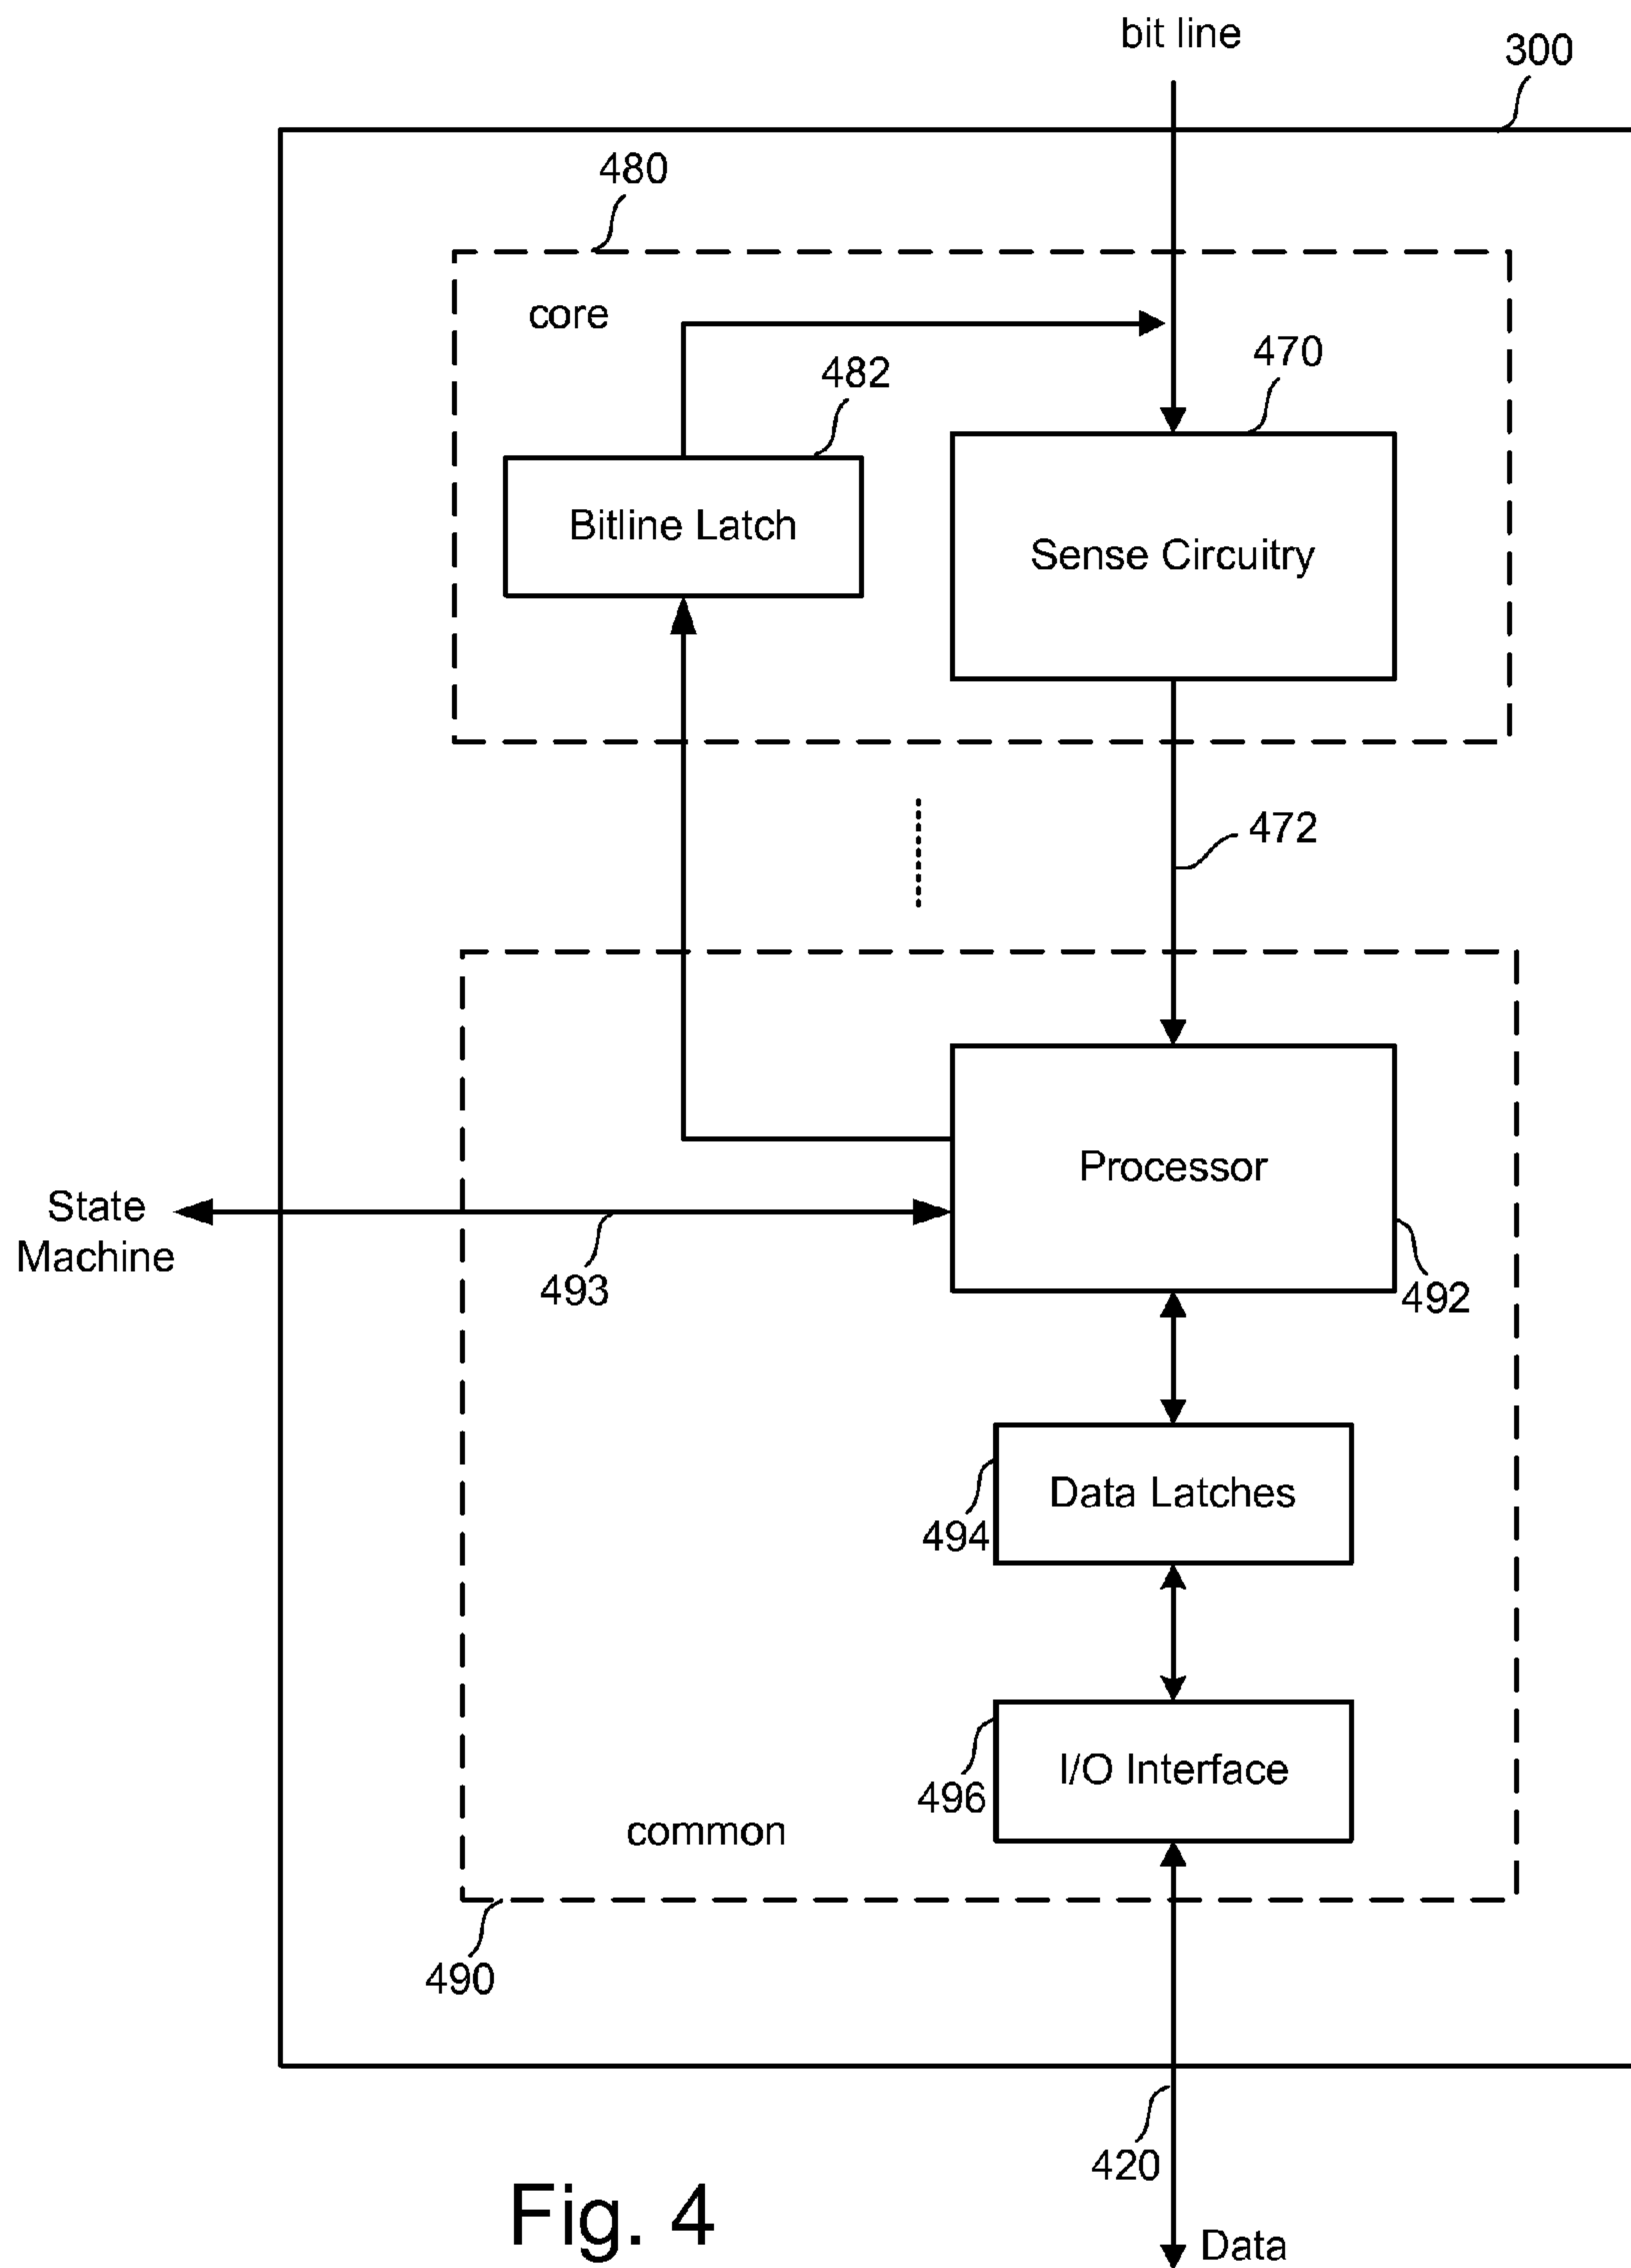 bit line
300
480
core
470
482
Bitline Latch
Sense Circuitry
472
Processor
State
Machine
493
492
Data Latches
494
I/O Interface
496
common
490
420
Fig. 4
Data